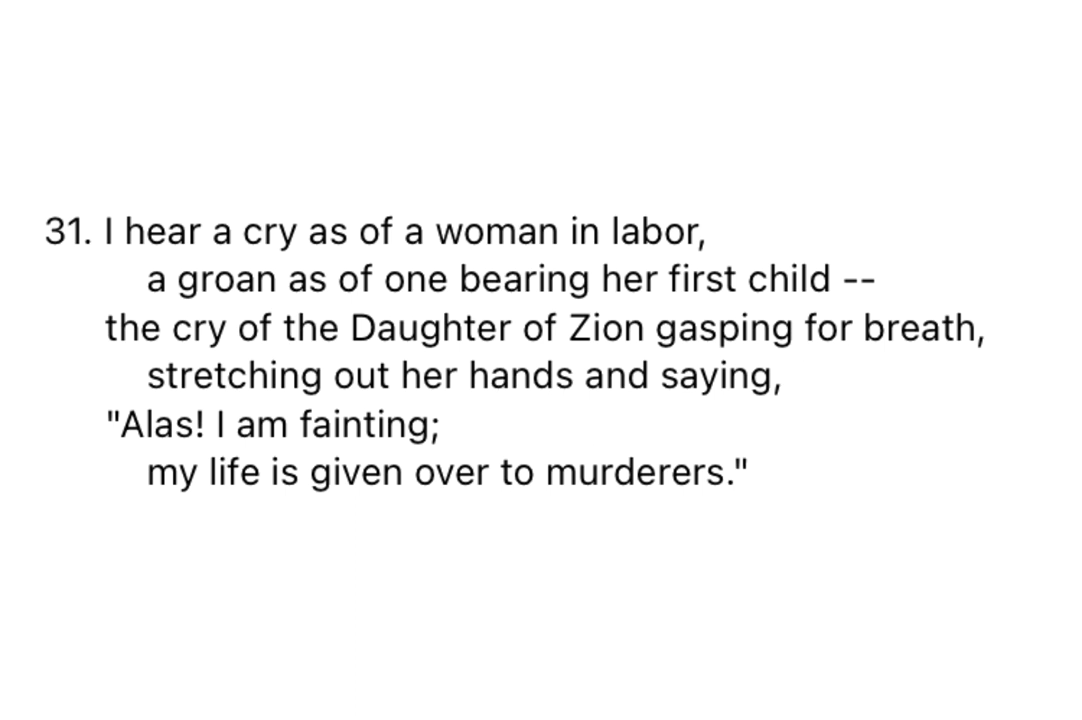 31. I hear a cry as of a woman in labor,
a groan as of one bearing her first child --
the cry of the Daughter of Zion gasping for breath,
stretching out her hands and saying,
"Alas! I am fainting;
my life is given over to murderers."